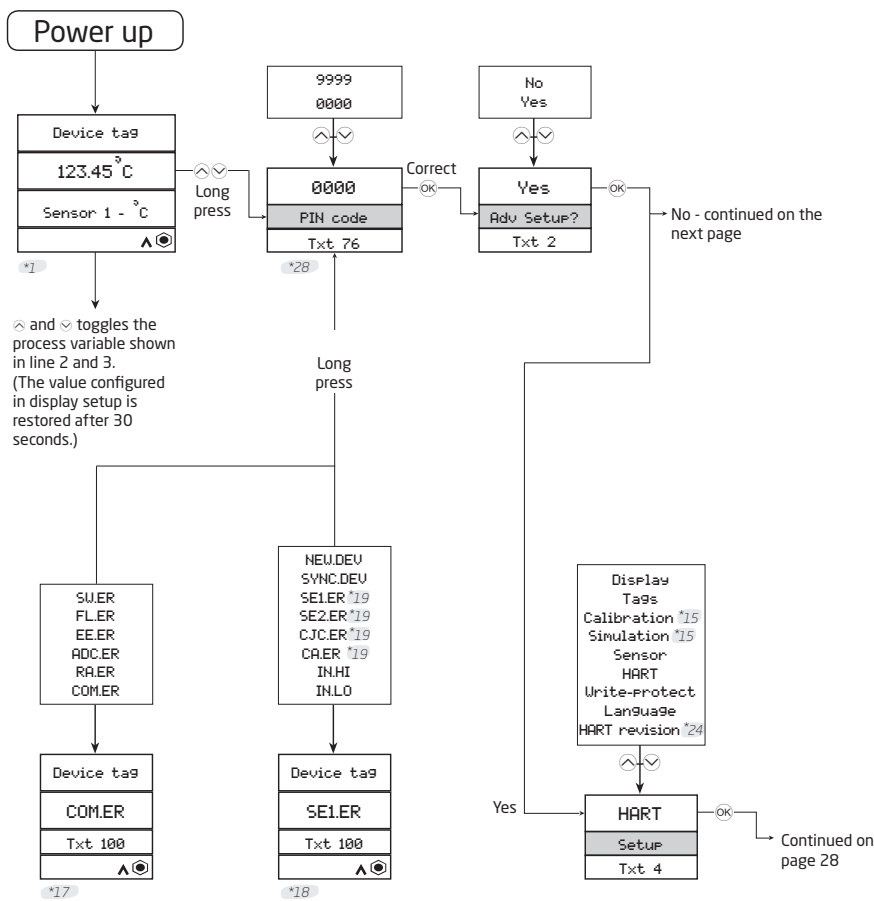 Power up
Device tag
123.45 °C
Sensor 1 - °C
*1
Long
press
9999
0000
0000
PIN code
Txt 76
*28
Correct
OK
No
Yes
Yes
Adv Setup?
Txt 2
OK
No - continued on the
next page
and toggles the
process variable shown
in line 2 and 3.
(The value configured
in display setup is
restored after 30
seconds.)
Long
press
SW.ER
FL.ER
EE.ER
ADC.ER
RA.ER
COM.ER
Device tag
COM.ER
Txt 100
*17
NEW.DEV
SYNC.DEV
SE1.ER *19
SE2.ER *19
CJC.ER *19
CA.ER *19
IN.HI
IN.LO
Device tag
SE1.ER
Txt 100
*18
Display
Tags
Calibration *15
Simulation *15
Sensor
HART
Write-protect
Language
HART revision *24
Yes
HART
Setup
Txt 4
OK
Continued on
page 28